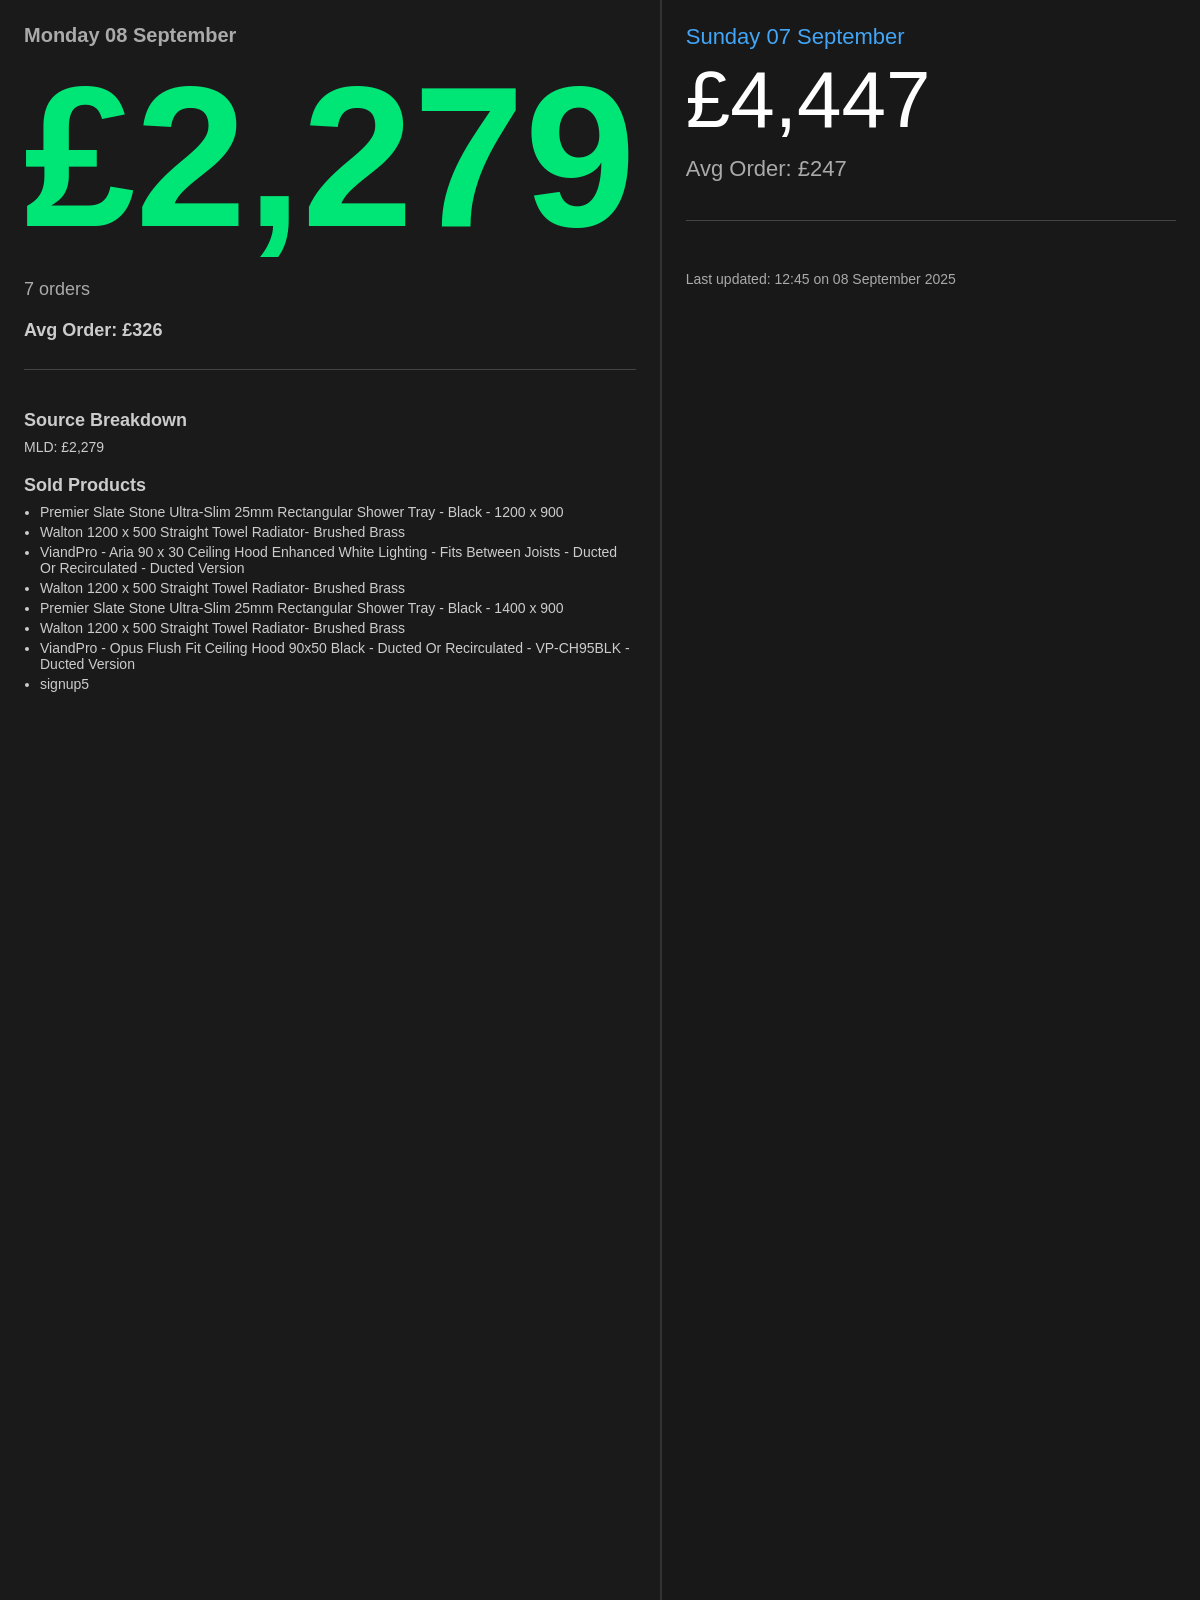 Monday 08 September
£2,279
7 orders
Avg Order: £326
Source Breakdown
MLD: £2,279
Sold Products
• Premier Slate Stone Ultra-Slim 25mm Rectangular Shower Tray - Black - 1200 x 900
• Walton 1200 x 500 Straight Towel Radiator- Brushed Brass
• ViandPro - Aria 90 x 30 Ceiling Hood Enhanced White Lighting - Fits Between Joists - Ducted
Or Recirculated - Ducted Version
• Walton 1200 x 500 Straight Towel Radiator- Brushed Brass
• Premier Slate Stone Ultra-Slim 25mm Rectangular Shower Tray - Black - 1400 x 900
• Walton 1200 x 500 Straight Towel Radiator- Brushed Brass
• ViandPro - Opus Flush Fit Ceiling Hood 90x50 Black - Ducted Or Recirculated - VP-CH95BLK -
Ducted Version
• signup5
Sunday 07 September
£4,447
Avg Order: £247
Last updated: 12:45 on 08 September 2025